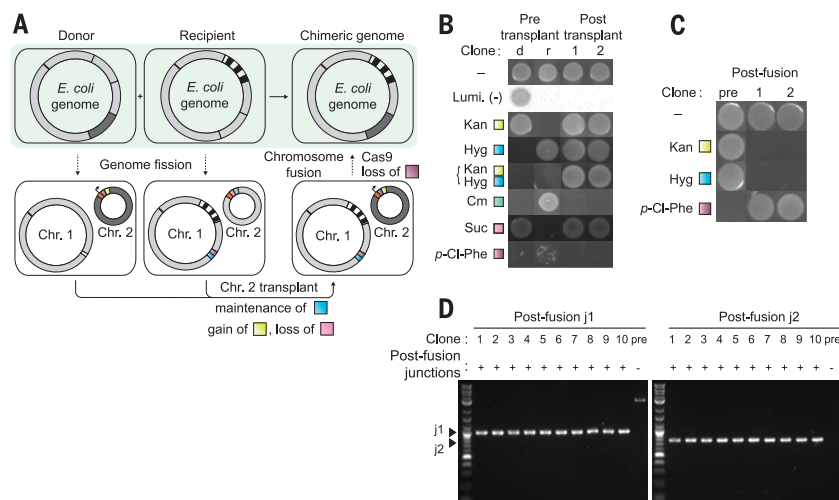 A
Donor
Recipient
Chimeric genome
E. coli
genome
+
E. coli
genome
E. coli
genome
Genome fission
Chromosome
fusion
Cas9
loss of
Chr. 1
Chr. 2
Chr. 1
Chr. 2
Chr. 1
Chr. 2
Chr. 2 transplant
maintenance of
gain of , loss of
B
Pre
transplant
Post
transplant
Clone : d r 1 2
–
Lumi. (-)
Kan
Hyg
Kan
Hyg
Cm
Suc
p-Cl-Phe
C
Post-fusion
Clone : pre 1 2
–
Kan
Hyg
p-Cl-Phe
D
Post-fusion j1
Post-fusion j2
Clone : 1 2 3 4 5 6 7 8 9 10 pre
1 2 3 4 5 6 7 8 9 10 pre
Post-fusion
junctions : + + + + + + + + + + -
+ + + + + + + + + + -
j1
j2